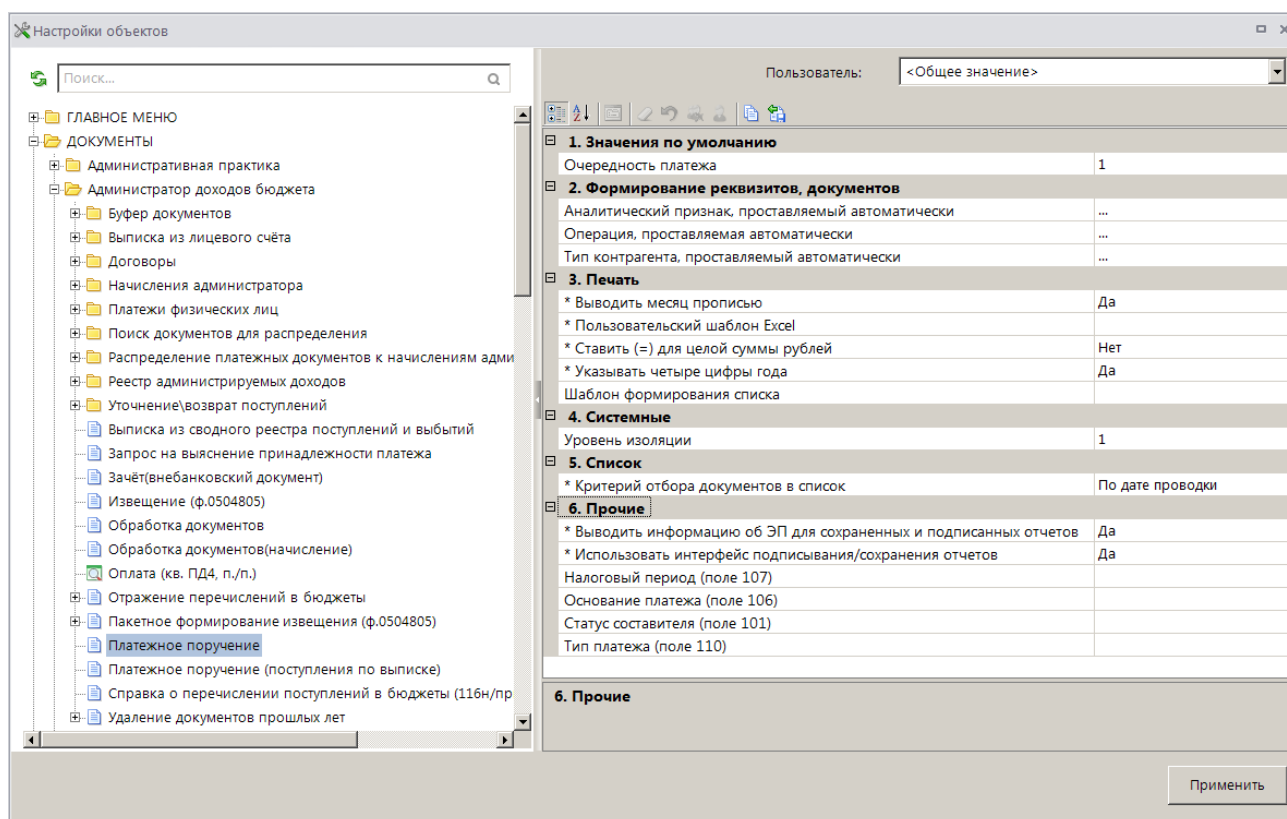 Настройки объектов
Поиск...
ГЛАВНОЕ МЕНЮ
ДОКУМЕНТЫ
Административная практика
Администратор доходов бюджета
Буфер документов
Выписка из лицевого счёта
Договоры
Начисления администратора
Платежи физических лиц
Поиск документов для распределения
Распределение платежных документов к начислениям адми
Реестр администрируемых доходов
Уточнение\возврат поступлений
Выписка из сводного реестра поступлений и выбытий
Запрос на выяснение принадлежности платежа
Зачёт(внебанковский документ)
Извещение (ф.0504805)
Обработка документов
Обработка документов(начисление)
Оплата (кв. ПД4, п./п.)
Отражение перечислений в бюджеты
Пакетное формирование извещения (ф.0504805)
Платежное поручение
Платежное поручение (поступления по выписке)
Справка о перечислении поступлений в бюджеты (116н/пр
Удаление документов прошлых лет
Пользователь: <Общее значение>
1. Значения по умолчанию
Очередность платежа 1
2. Формирование реквизитов, документов
Аналитический признак, проставляемый автоматически ...
Операция, проставляемая автоматически ...
Тип контрагента, проставляемый автоматически ...
3. Печать
* Выводить месяц прописью Да
* Пользовательский шаблон Excel
* Ставить (=) для целой суммы рублей Нет
* Указывать четыре цифры года Да
Шаблон формирования списка
4. Системные
Уровень изоляции 1
5. Список
* Критерий отбора документов в список По дате проводки
6. Прочие
* Выводить информацию об ЭП для сохраненных и подписанных отчетов Да
* Использовать интерфейс подписывания/сохранения отчетов Да
Налоговый период (поле 107)
Основание платежа (поле 106)
Статус составителя (поле 101)
Тип платежа (поле 110)
6. Прочие
Применить